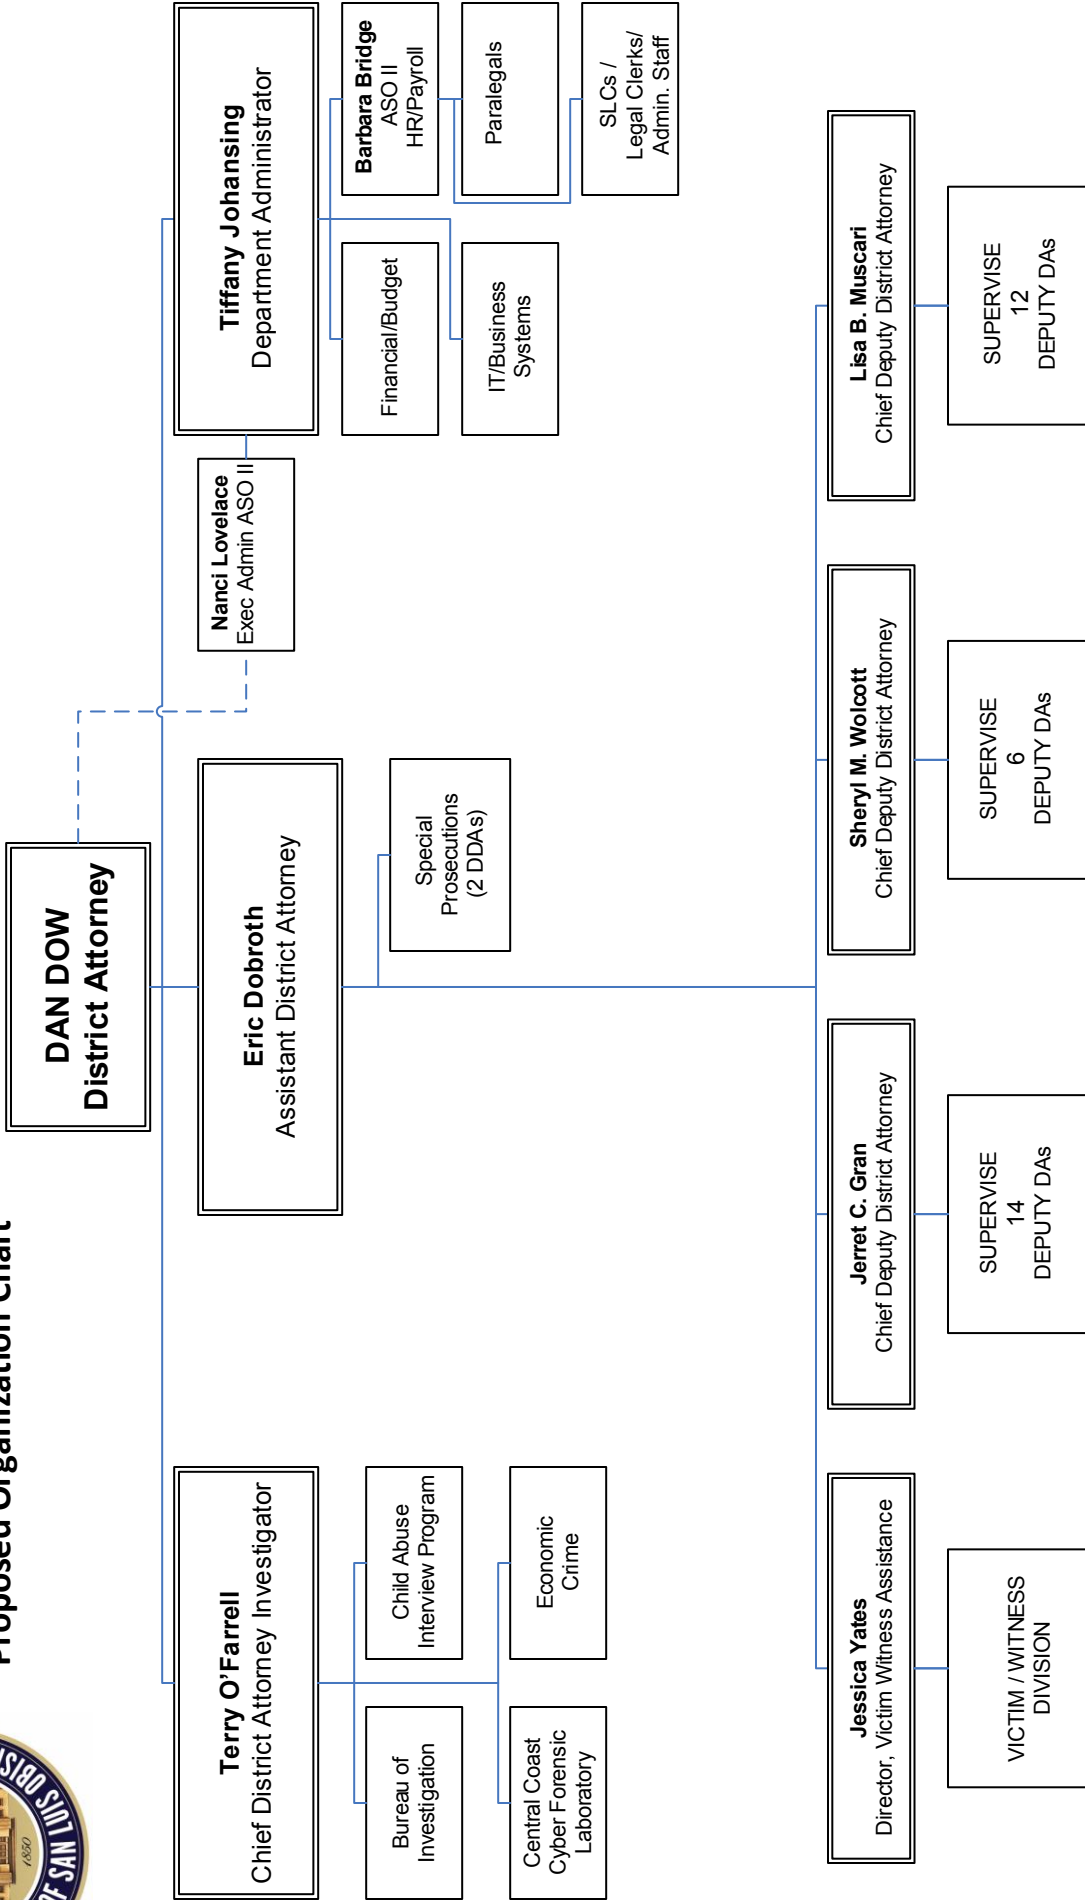 Proposed Organization Chart
OF SAN LUIS OBISP
1850
DAN DOW
District Attorney
Terry O'Farrell
Chief District Attorney Investigator
Eric Dobroth
Assistant District Attorney
Nanci Lovelace
Exec Admin ASO II
Tiffany Johansing
Department Administrator
Bureau of
Investigation
Child Abuse
Interview Program
Central Coast
Cyber Forensic
Laboratory
Economic
Crime
Special
Prosecutions
(2 DDAs)
Financial/Budget
Barbara Bridge
ASO II
HR/Payroll
IT/Business
Systems
Paralegals
SLCs /
Legal Clerks/
Admin. Staff
Jessica Yates
Director, Victim Witness Assistance
Jerret C. Gran
Chief Deputy District Attorney
Sheryl M. Wolcott
Chief Deputy District Attorney
Lisa B. Muscari
Chief Deputy District Attorney
VICTIM / WITNESS
DIVISION
SUPERVISE
14
DEPUTY DAs
SUPERVISE
6
DEPUTY DAs
SUPERVISE
12
DEPUTY DAs